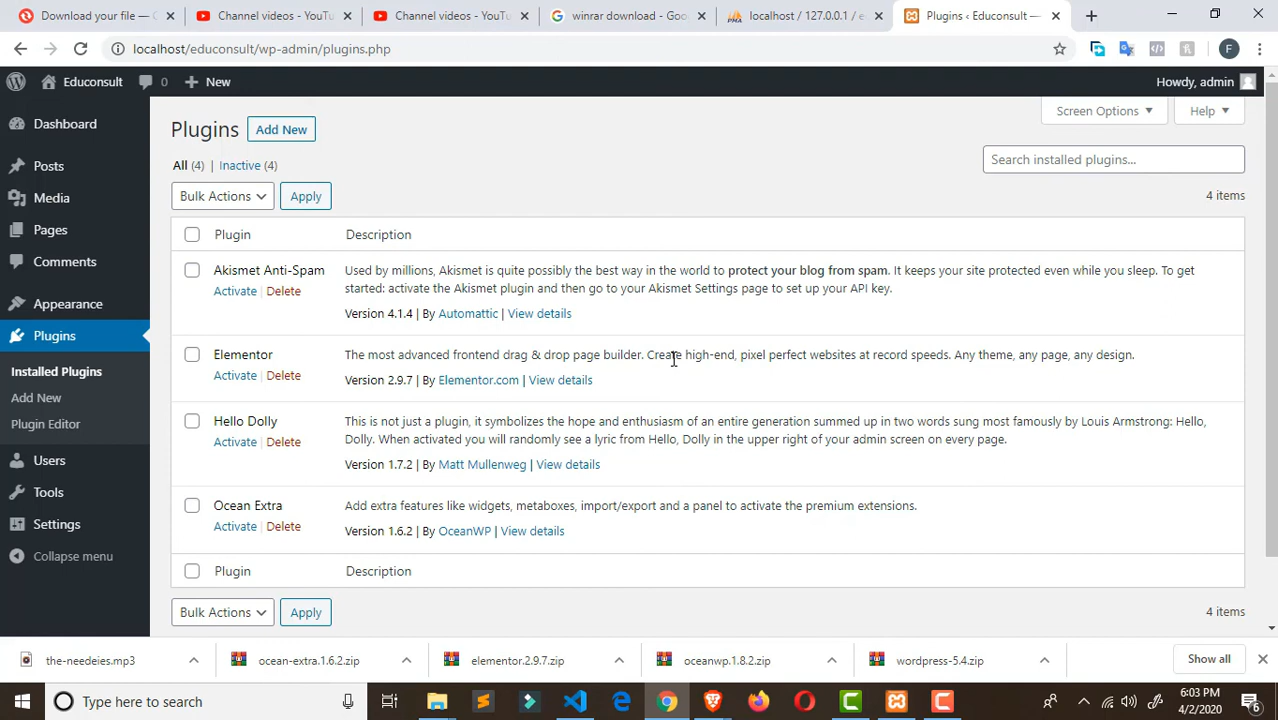 Download your file — C
Channel videos - YouTu
Channel videos - YouTu
winrar download - Goo
localhost / 127.0.0.1 / e
Plugins ‹ Educonsult —
localhost/educonsult/wp-admin/plugins.php
F
Educonsult 0 New Howdy, admin
Dashboard
Posts
Media
Pages
Comments
Appearance
Plugins
Installed Plugins
Add New
Plugin Editor
Users
Tools
Settings
Collapse menu
Screen Options Help
Plugins Add New
All (4) | Inactive (4)
Search installed plugins...
Bulk Actions Apply 4 items
Plugin Description
Akismet Anti-Spam
Activate | Delete
Used by millions, Akismet is quite possibly the best way in the world to protect your blog from spam. It keeps your site protected even while you sleep. To get
started: activate the Akismet plugin and then go to your Akismet Settings page to set up your API key.
Version 4.1.4 | By Automattic | View details
Elementor
Activate | Delete
The most advanced frontend drag & drop page builder. Create high-end, pixel perfect websites at record speeds. Any theme, any page, any design.
Version 2.9.7 | By Elementor.com | View details
Hello Dolly
Activate | Delete
This is not just a plugin, it symbolizes the hope and enthusiasm of an entire generation summed up in two words sung most famously by Louis Armstrong: Hello,
Dolly. When activated you will randomly see a lyric from Hello, Dolly in the upper right of your admin screen on every page.
Version 1.7.2 | By Matt Mullenweg | View details
Ocean Extra
Activate | Delete
Add extra features like widgets, metaboxes, import/export and a panel to activate the premium extensions.
Version 1.6.2 | By OceanWP | View details
Plugin Description
Bulk Actions Apply 4 items
the-needeies.mp3
ocean-extra.1.6.2.zip
elementor.2.9.7.zip
oceanwp.1.8.2.zip
wordpress-5.4.zip
Show all
Type here to search
6:03 PM
4/2/2020
6